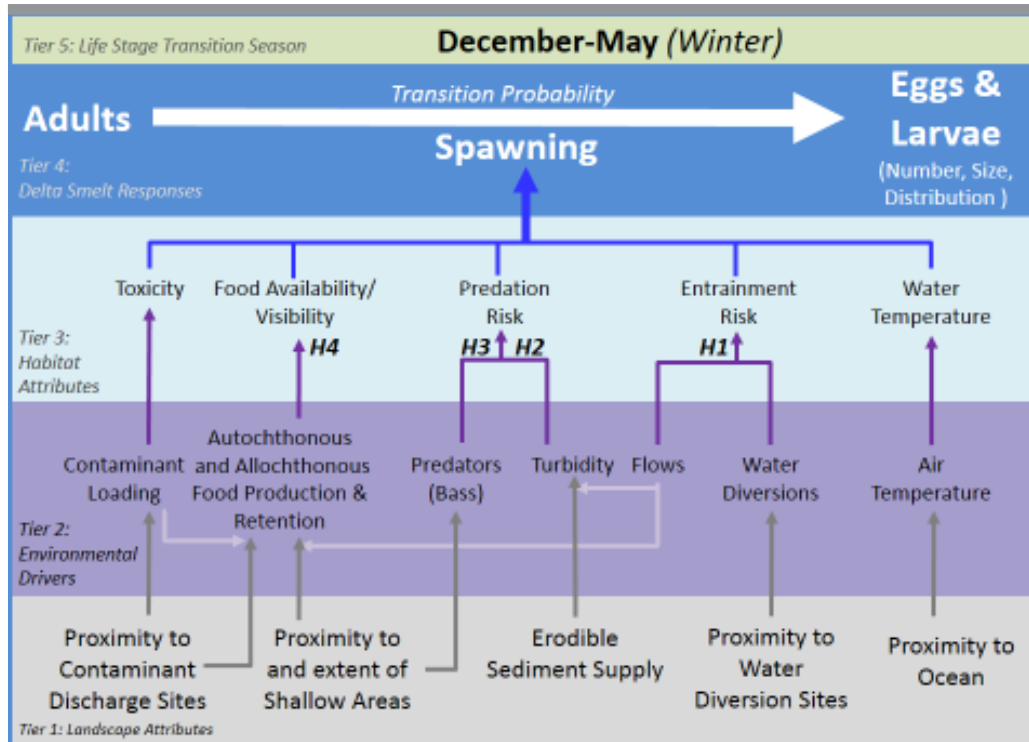 Tier 5: Life Stage Transition Season
December-May (Winter)
Transition Probability
Adults
Spawning
Eggs &
Larvae
(Number, Size,
Distribution )
Tier 4:
Delta Smelt Responses
Toxicity
Food Availability/
Visibility
Predation
Risk
Entrainment
Risk
Water
Temperature
H4
H3
H2
H1
Tier 3:
Habitat
Attributes
Contaminant
Loading
Autochthonous
and Allochthonous
Food Production &
Retention
Predators
(Bass)
Turbidity
Flows
Water
Diversions
Air
Temperature
Tier 2:
Environmental
Drivers
Proximity to
Contaminant
Discharge Sites
Proximity to
and extent of
Shallow Areas
Erodible
Sediment Supply
Proximity to
Water
Diversion Sites
Proximity to
Ocean
Tier 1: Landscape Attributes